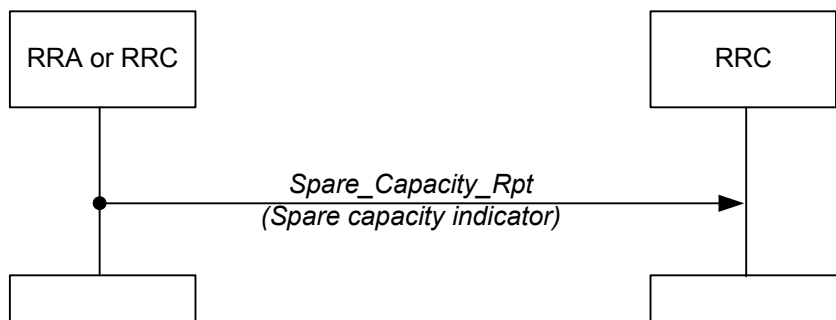 RRA or RRC
RRC
Spare_Capacity_Rpt
(Spare capacity indicator)